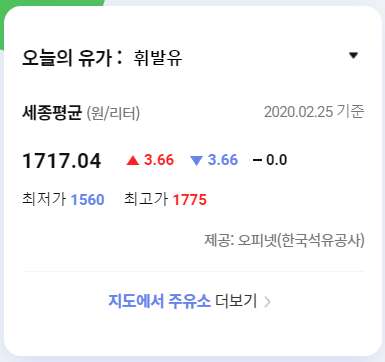 오늘의 유가 : 휘발유
세종평균 (원/리터) 2020.02.25 기준
1717.04 ▲ 3.66 ▼ 3.66 － 0.0
최저가 1560 최고가 1775
제공: 오피넷(한국석유공사)
지도에서 주유소 더보기 >